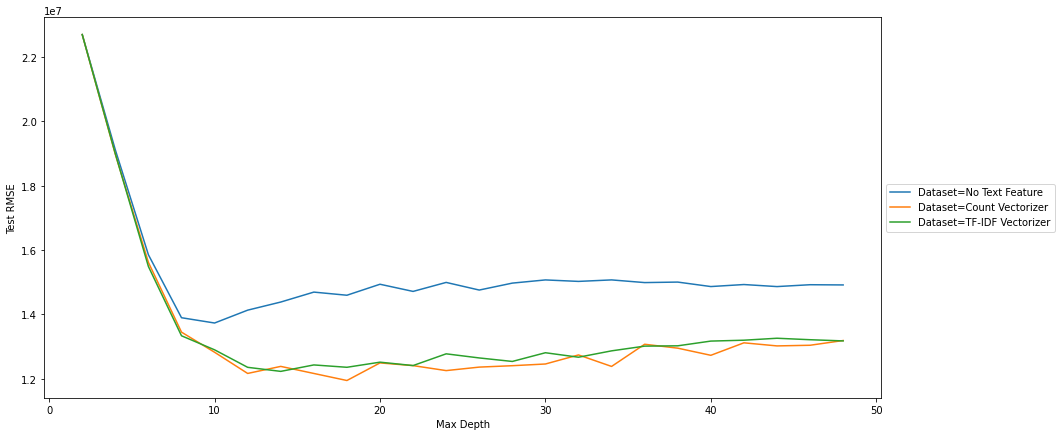 1e7
2.2
2.0
1.8
1.6
1.4
1.2
Test RMSE
0 10 20 30 40 50
Max Depth
Dataset=No Text Feature
Dataset=Count Vectorizer
Dataset=TF-IDF Vectorizer